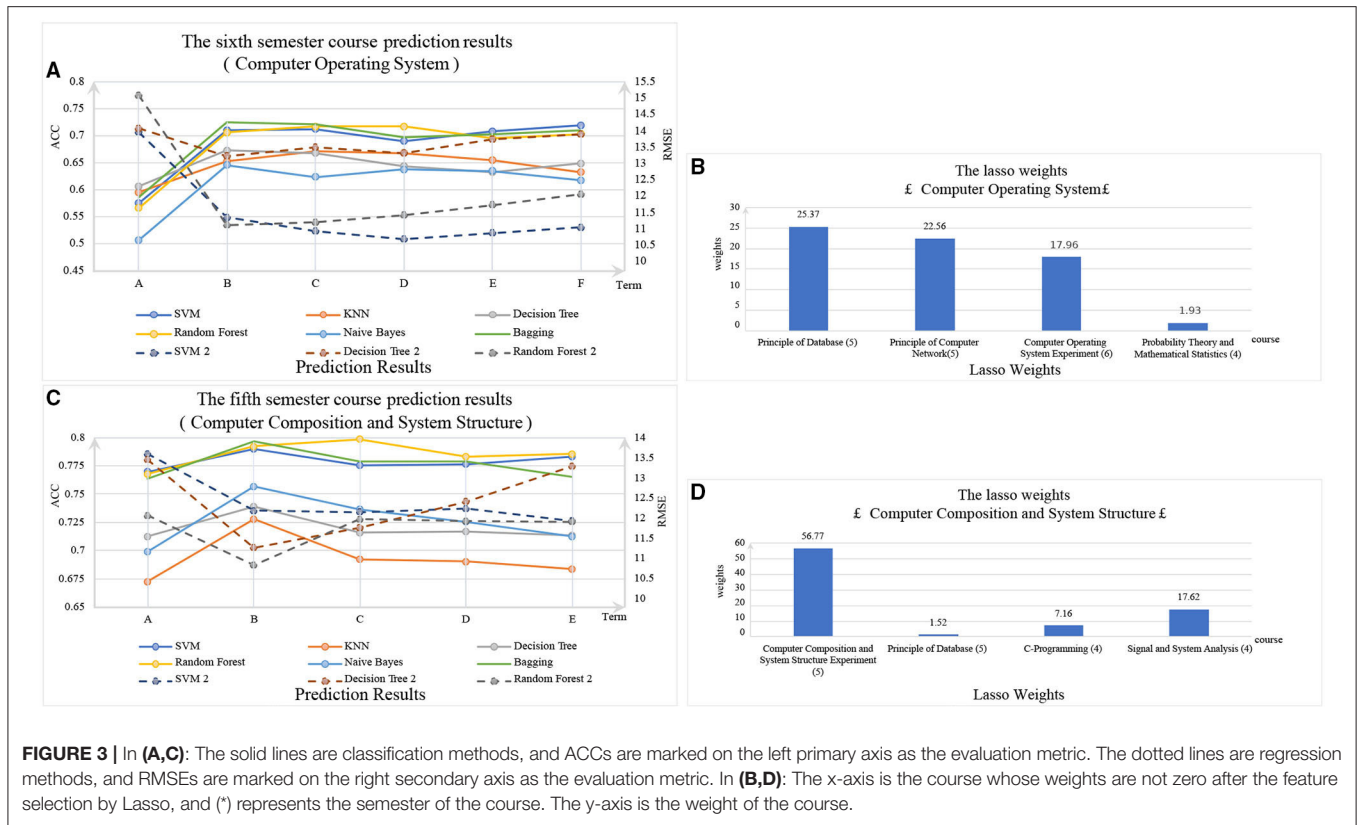 The sixth semester course prediction results
( Computer Operating System )
A
ACC
0.8
0.75
0.7
0.65
0.6
0.55
0.5
0.45
15.5
15
14.5
14
13.5
13
12.5
12
11.5
11
10.5
10
RMSE
A B C D E F Term
SVM KNN Decision Tree
Random Forest Naive Bayes Bagging
SVM 2 Decision Tree 2 Random Forest 2
Prediction Results
B
The lasso weights
£ Computer Operating System£
weights
30
25
20
15
10
5
0
25.37
22.56
17.96
1.93
Principle of Database (5)
Principle of Computer
Network(5)
Computer Operating
System Experiment (6)
Probability Theory and
Mathematical Statistics (4)
course
Lasso Weights
C
The fifth semester course prediction results
( Computer Composition and System Structure )
ACC
0.8
0.775
0.75
0.725
0.7
0.675
0.65
14
13.5
13
12.5
12
11.5
11
10.5
10
RMSE
A B C D E Term
SVM KNN Decision Tree
Random Forest Naive Bayes Bagging
SVM 2 Decision Tree 2 Random Forest 2
Prediction Results
D
The lasso weights
£ Computer Composition and System Structure £
weights
60
50
40
30
20
10
0
56.77
1.52
7.16
17.62
Computer Composition and
System Structure Experiment
(5)
Principle of Database (5)
C-Programming (4)
Signal and System Analysis (4)
course
Lasso Weights
FIGURE 3 | In (A,C): The solid lines are classification methods, and ACCs are marked on the left primary axis as the evaluation metric. The dotted lines are regression
methods, and RMSEs are marked on the right secondary axis as the evaluation metric. In (B,D): The x-axis is the course whose weights are not zero after the feature
selection by Lasso, and (*) represents the semester of the course. The y-axis is the weight of the course.